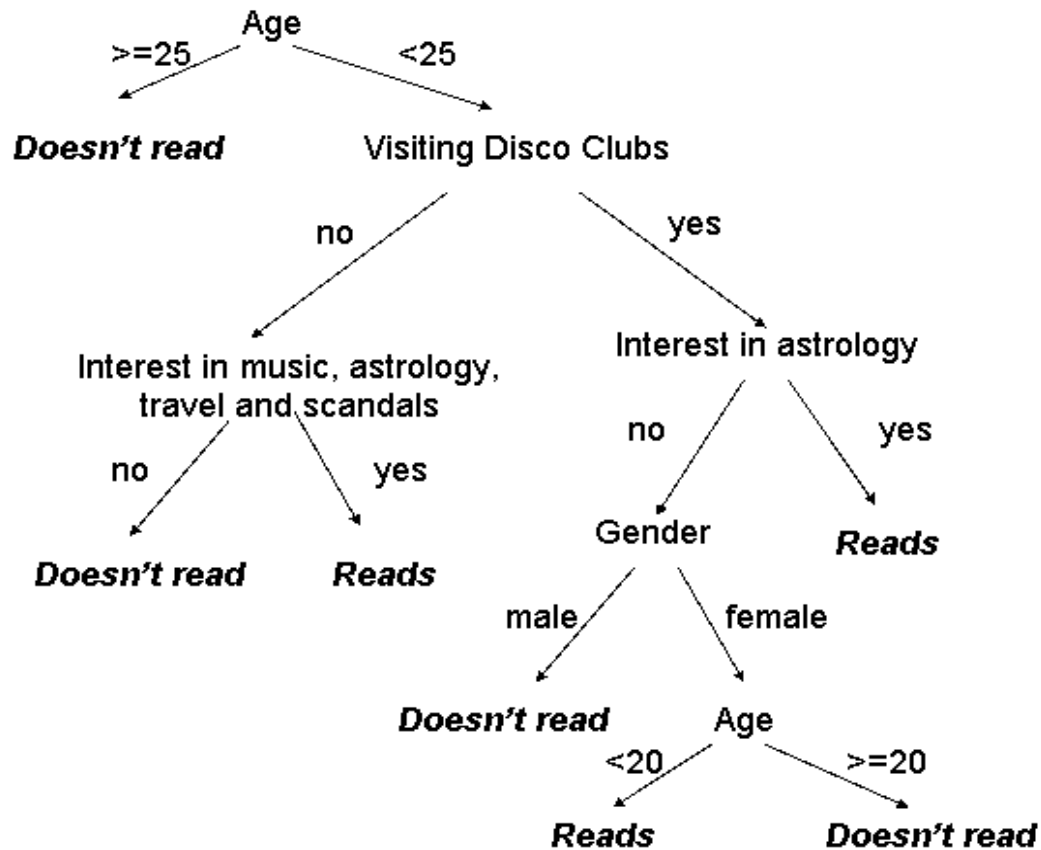 Age
>=25
<25
Doesn't read
Visiting Disco Clubs
no
yes
Interest in music, astrology,
travel and scandals
Interest in astrology
no
yes
no
yes
Doesn't read
Reads
Gender
Reads
male
female
Doesn't read
Age
<20
>=20
Reads
Doesn't read